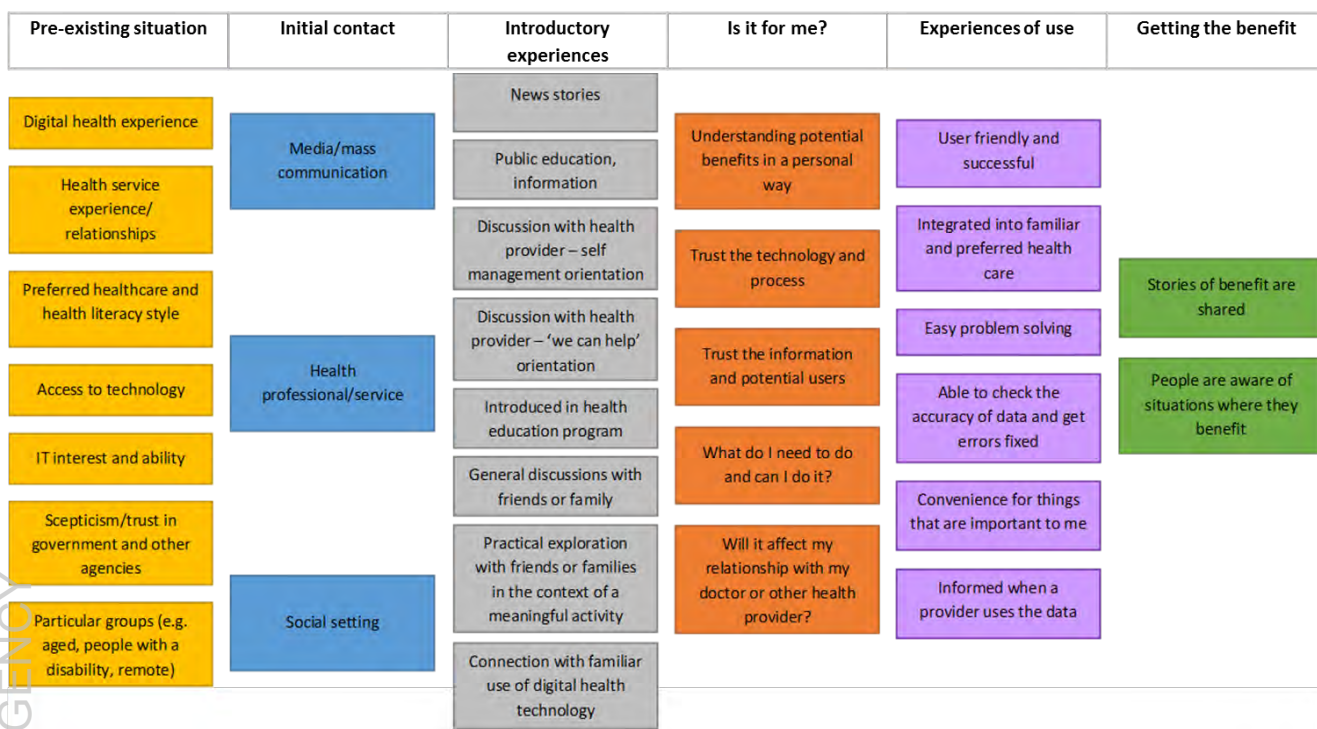 Pre-existing situation
Initial contact
Introductory
experiences
Is it for me?
Experiences of use
Getting the benefit
Digital health experience
Health service
experience/
relationships
Preferred healthcare and
health literacy style
Access to technology
IT interest and ability
Scepticism/trust in
government and other
agencies
Particular groups (e.g.
aged, people with a
disability, remote)
Media/mass
communication
Health
professional/service
Social setting
News stories
Public education,
information
Discussion with health
provider – self
management orientation
Discussion with health
provider – ‘we can help’
orientation
Introduced in health
education program
General discussions with
friends or family
Practical exploration
with friends or families
in the context of a
meaningful activity
Connection with familiar
use of digital health
technology
Understanding potential
benefits in a personal
way
Trust the technology and
process
Trust the information
and potential users
What do I need to do
and can I do it?
Will it affect my
relationship with my
doctor or other health
provider?
User friendly and
successful
Integrated into familiar
and preferred health
care
Easy problem solving
Able to check the
accuracy of data and get
errors fixed
Convenience for things
that are important to me
Informed when a
provider uses the data
Stories of benefit are
shared
People are aware of
situations where they
benefit